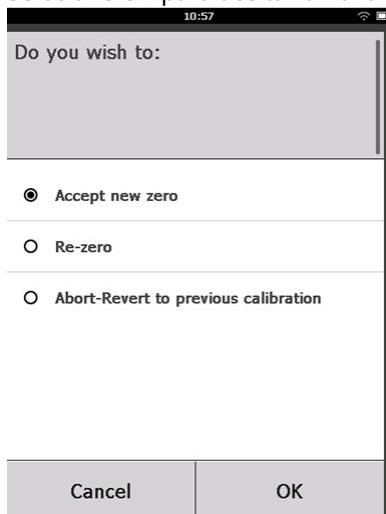 10:57
Do you wish to:
Accept new zero
Re-zero
Abort-Revert to previous calibration
Cancel
OK